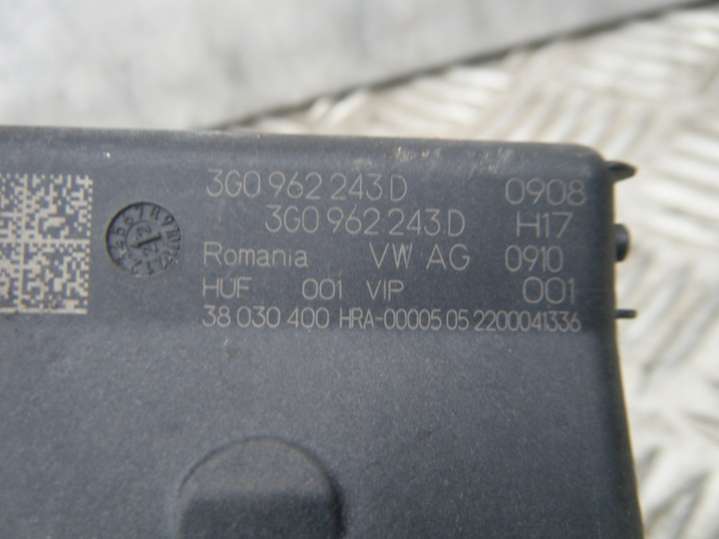 3G0 962 243 D 0908
3G0 962 243 D H17
Romania VW AG 0910
HUF 001 VIP 001
38 030 400 HRA-00005 05 2200041336